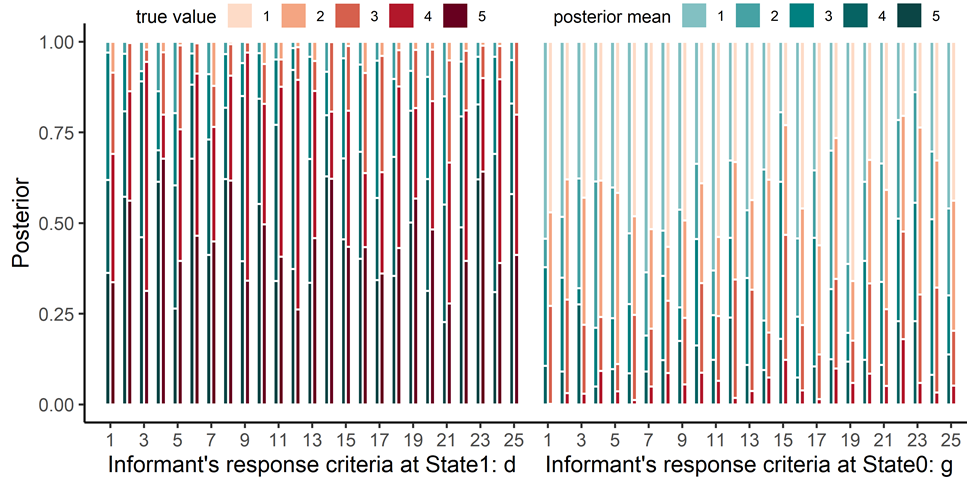 true value 1 2 3 4 5 posterior mean 1 2 3 4 5
1.00
0.75
0.50
0.25
0.00
Posterior
1 3 5 7 9 11 13 15 17 19 21 23 25 1 3 5 7 9 11 13 15 17 19 21 23 25
Informant's response criteria at State1: d Informant's response criteria at State0: g